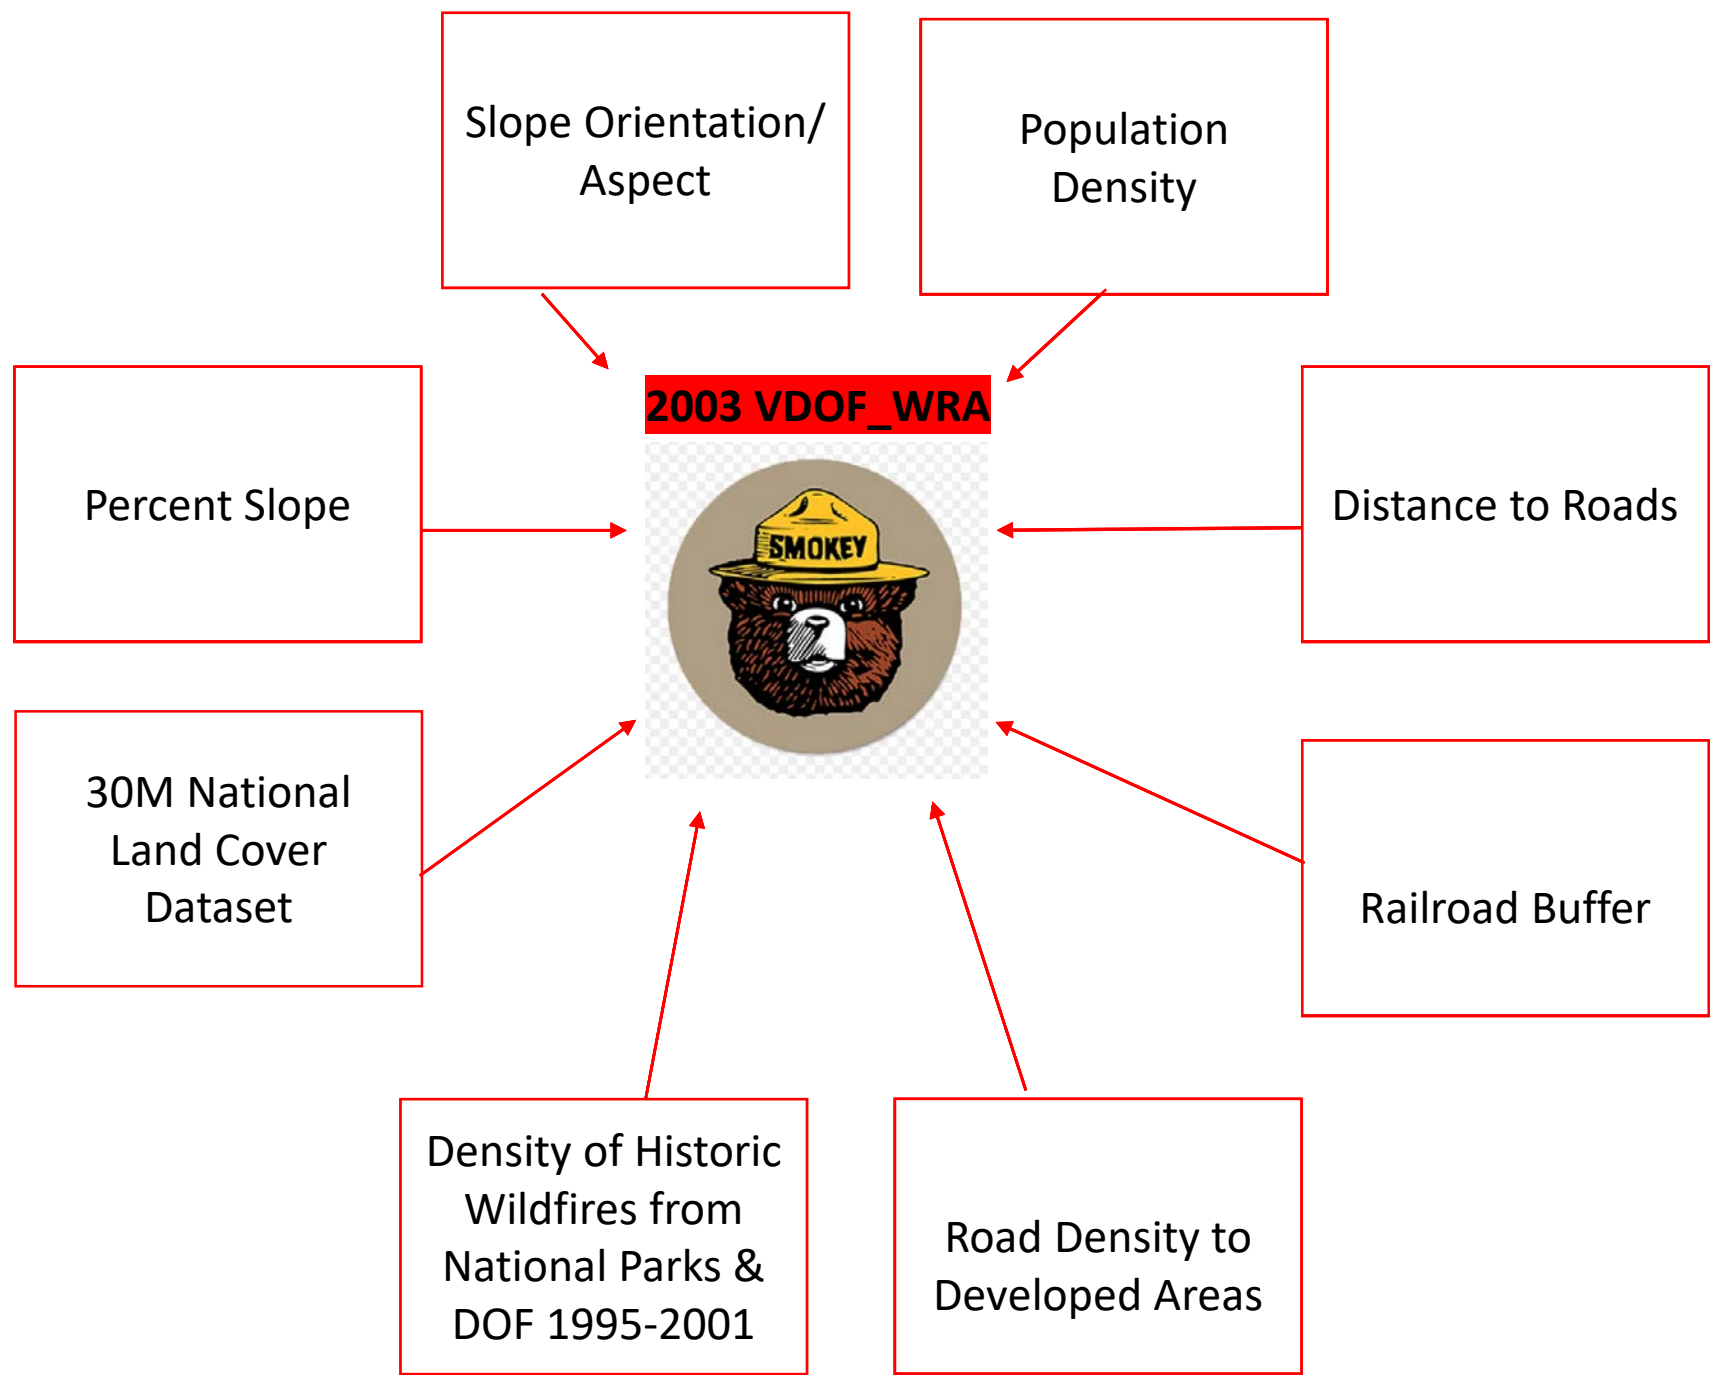 Slope Orientation/
Aspect
Population
Density
2003 VDOF_WRA
SMOKEY
Percent Slope
Distance to Roads
30M National
Land Cover
Dataset
Railroad Buffer
Density of Historic
Wildfires from
National Parks &
DOF 1995-2001
Road Density to
Developed Areas